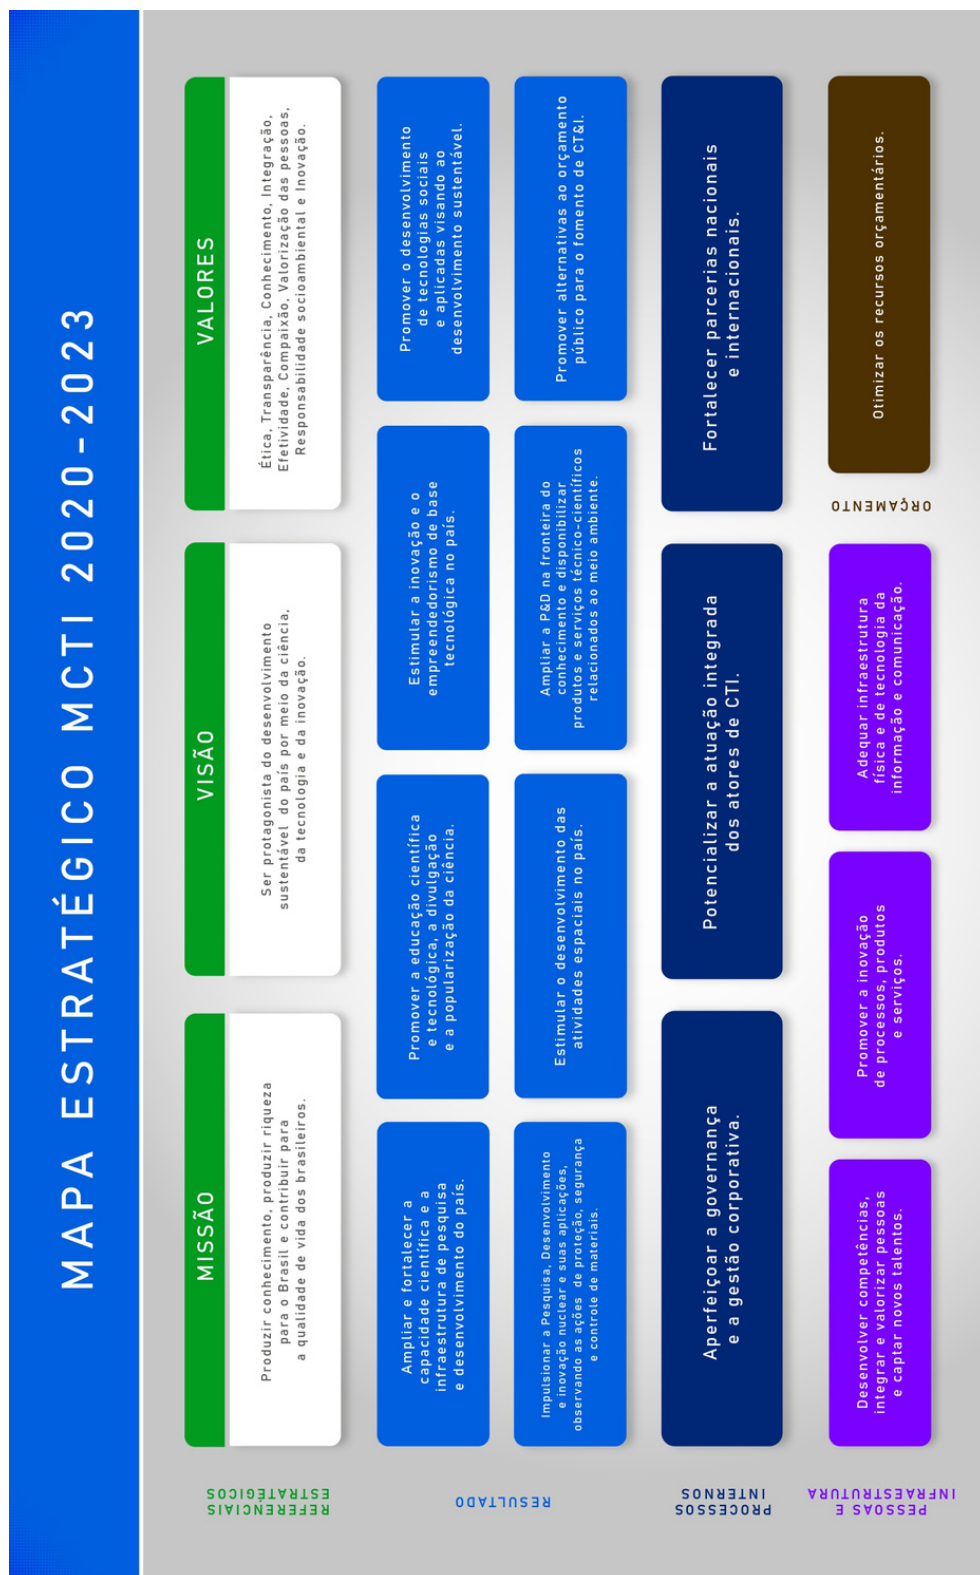 MAPA ESTRATÉGICO MCTI 2020-2023
REFERENCIAIS
ESTRATÉGICOS
MISSÃO
Produzir conhecimento, produzir riqueza
para o Brasil e contribuir para
a qualidade de vida dos brasileiros.
VISÃO
Ser protagonista do desenvolvimento
sustentável do país por meio da ciência,
da tecnologia e da inovação.
VALORES
Ética, Transparência, Conhecimento, Integração,
Efetividade, Compaixão, Valorização das pessoas,
Responsabilidade socioambiental e Inovação.
RESULTADO
Ampliar e fortalecer a
capacidade científica e a
infraestrutura de pesquisa
e desenvolvimento do país.
Promover a educação científica
e tecnológica, a divulgação
e a popularização da ciência.
Estimular a inovação e o
empreendedorismo de base
tecnológica no país.
Promover o desenvolvimento
de tecnologias sociais
e aplicadas visando ao
desenvolvimento sustentável.
Impulsionar a Pesquisa, Desenvolvimento
e inovação nuclear e suas aplicações,
observando as ações de proteção, segurança
e controle de materiais.
Estimular o desenvolvimento das
atividades espaciais no país.
Ampliar a P&D na fronteira do
conhecimento e disponibilizar
produtos e serviços técnico-científicos
relacionados ao meio ambiente.
Promover alternativas ao orçamento
público para o fomento de CT&I.
PROCESSOS
INTERNOS
Aperfeiçoar a governança
e a gestão corporativa.
Potencializar a atuação integrada
dos atores de CTI.
Fortalecer parcerias nacionais
e internacionais.
PESSOAS E
INFRAESTRUTURA
Desenvolver competências,
integrar e valorizar pessoas
e captar novos talentos.
Promover a inovação
de processos, produtos
e serviços.
Adequar infraestrutura
física e de tecnologia da
informação e comunicação.
ORÇAMENTO
Otimizar os recursos orçamentários.